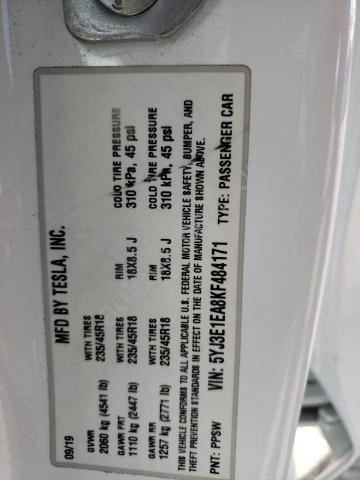 MFD BY TESLA, INC.
09/19
GVWR WITH TIRES RIM COLD TIRE PRESSURE
2060 kg (4541 lb) 235/45R18 18X8.5 J 310 kPa, 45 psi
GAWR FRT WITH TIRES RIM COLD TIRE PRESSURE
1110 kg (2447 lb) 235/45R18 18X8.5 J 310 kPa, 45 psi
GAWR RR
1257 kg (2771 lb) 235/45R18 18X8.5 J
THIS VEHICLE CONFORMS TO ALL APPLICABLE U.S. FEDERAL MOTOR VEHICLE SAFETY, BUMPER, AND
THEFT PREVENTION STANDARDS IN EFFECT ON THE DATE OF MANUFACTURE SHOWN ABOVE.
VIN: 5YJ3E1EA8KF484171
PNT: PPSW TYPE: PASSENGER CAR